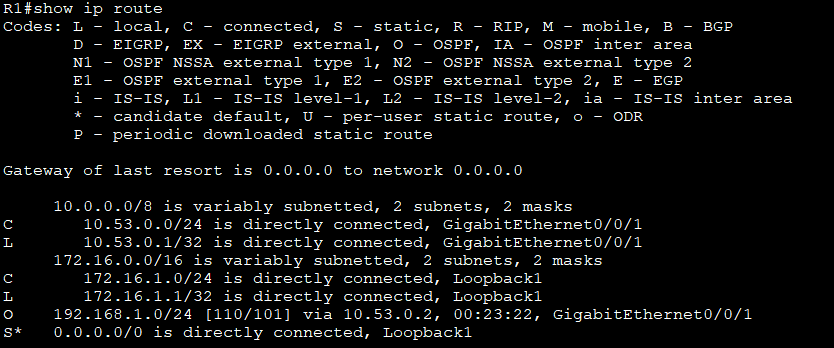 R1#show ip route
Codes: L - local, C - connected, S - static, R - RIP, M - mobile, B - BGP
       D - EIGRP, EX - EIGRP external, O - OSPF, IA - OSPF inter area
       N1 - OSPF NSSA external type 1, N2 - OSPF NSSA external type 2
       E1 - OSPF external type 1, E2 - OSPF external type 2, E - EGP
       i - IS-IS, L1 - IS-IS level-1, L2 - IS-IS level-2, ia - IS-IS inter area
       * - candidate default, U - per-user static route, o - ODR
       P - periodic downloaded static route

Gateway of last resort is 0.0.0.0 to network 0.0.0.0

     10.0.0.0/8 is variably subnetted, 2 subnets, 2 masks
C       10.53.0.0/24 is directly connected, GigabitEthernet0/0/1
L       10.53.0.1/32 is directly connected, GigabitEthernet0/0/1
     172.16.0.0/16 is variably subnetted, 2 subnets, 2 masks
C       172.16.1.0/24 is directly connected, Loopback1
L       172.16.1.1/32 is directly connected, Loopback1
O    192.168.1.0/24 [110/101] via 10.53.0.2, 00:23:22, GigabitEthernet0/0/1
S*   0.0.0.0/0 is directly connected, Loopback1